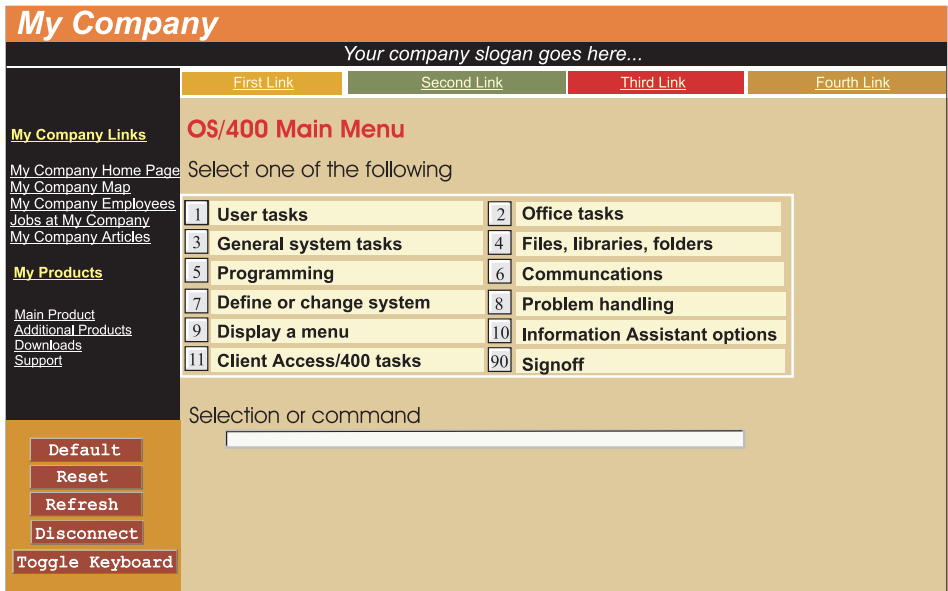 My Company
Your company slogan goes here...
First Link Second Link Third Link Fourth Link
My Company Links
My Company Home Page
My Company Map
My Company Employees
Jobs at My Company
My Company Articles
My Products
Main Product
Additional Products
Downloads
Support
Default
Reset
Refresh
Disconnect
Toggle Keyboard
OS/400 Main Menu
Select one of the following
1 User tasks 2 Office tasks
3 General system tasks 4 Files, libraries, folders
5 Programming 6 Communcations
7 Define or change system 8 Problem handling
9 Display a menu 10 Information Assistant options
11 Client Access/400 tasks 90 Signoff
Selection or command